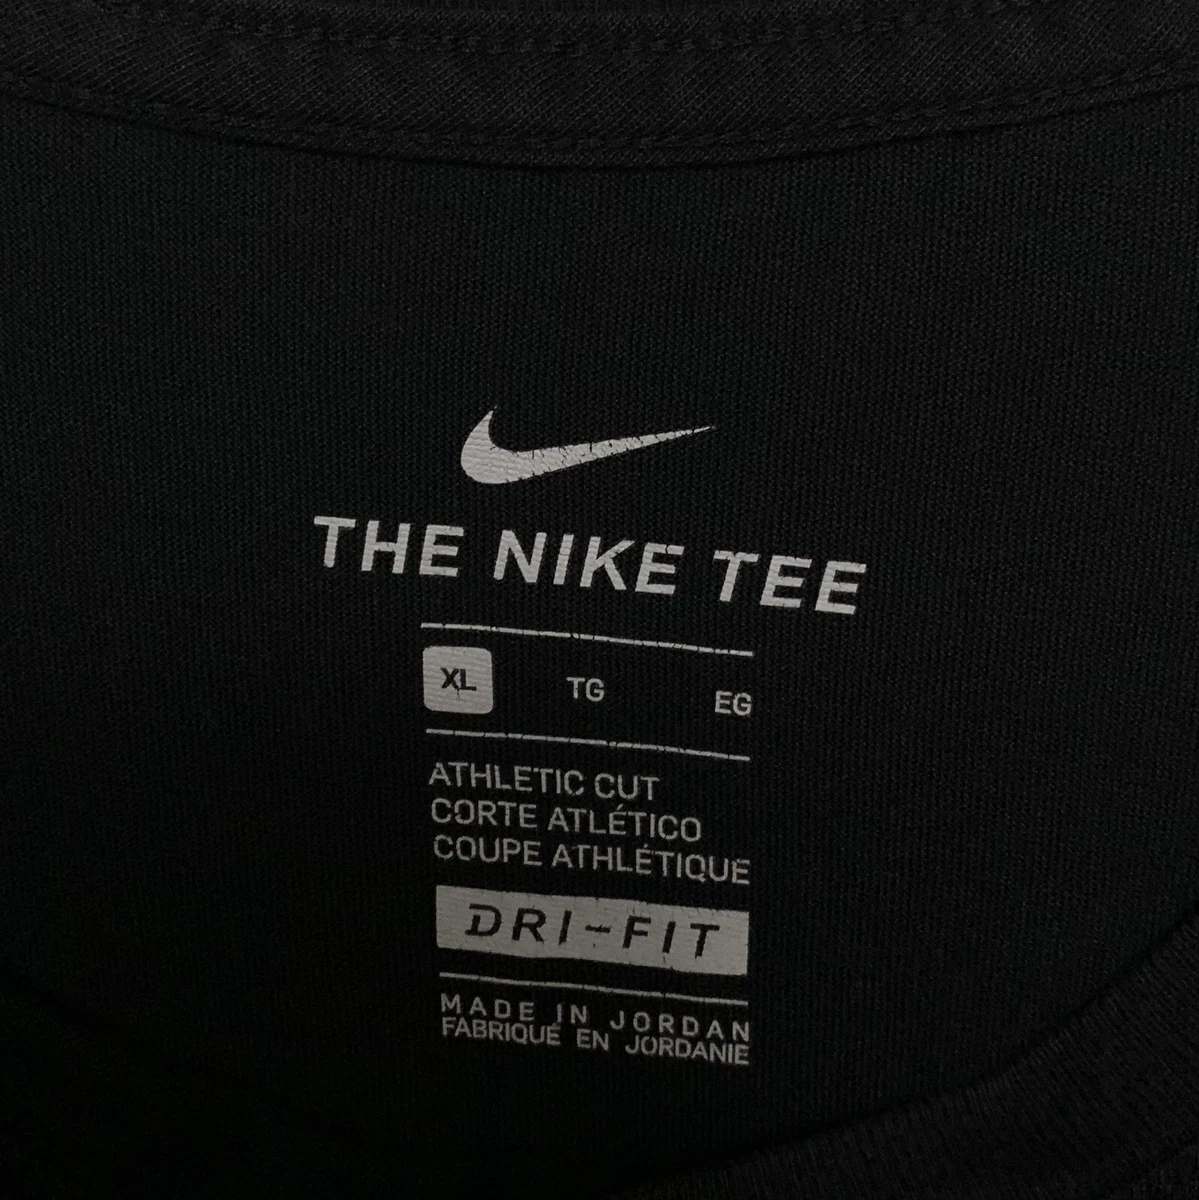 THE NIKE TEE
XL TG EG
ATHLETIC CUT
CORTE ATLÉTICO
COUPE ATHLÉTIQUE
DRI-FIT
MADE IN JORDAN
FABRIQUÉ EN JORDANIE